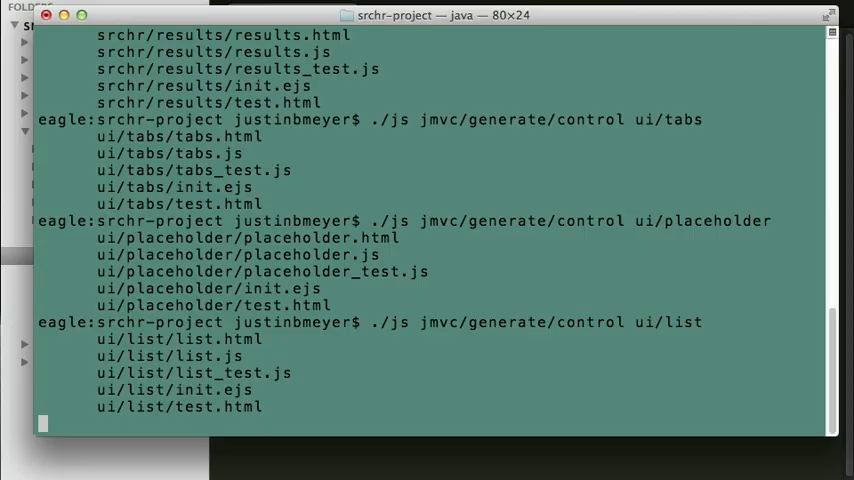 FOLDERS
srchr-project — java — 80×24
srchr/results/results.html
srchr/results/results.js
srchr/results/results_test.js
srchr/results/init.ejs
srchr/results/test.html
eagle:srchr-project justinbmeyer$ ./js jmvc/generate/control ui/tabs
ui/tabs/tabs.html
ui/tabs/tabs.js
ui/tabs/tabs_test.js
ui/tabs/init.ejs
ui/tabs/test.html
eagle:srchr-project justinbmeyer$ ./js jmvc/generate/control ui/placeholder
ui/placeholder/placeholder.html
ui/placeholder/placeholder.js
ui/placeholder/placeholder_test.js
ui/placeholder/init.ejs
ui/placeholder/test.html
eagle:srchr-project justinbmeyer$ ./js jmvc/generate/control ui/list
ui/list/list.html
ui/list/list.js
ui/list/list_test.js
ui/list/init.ejs
ui/list/test.html